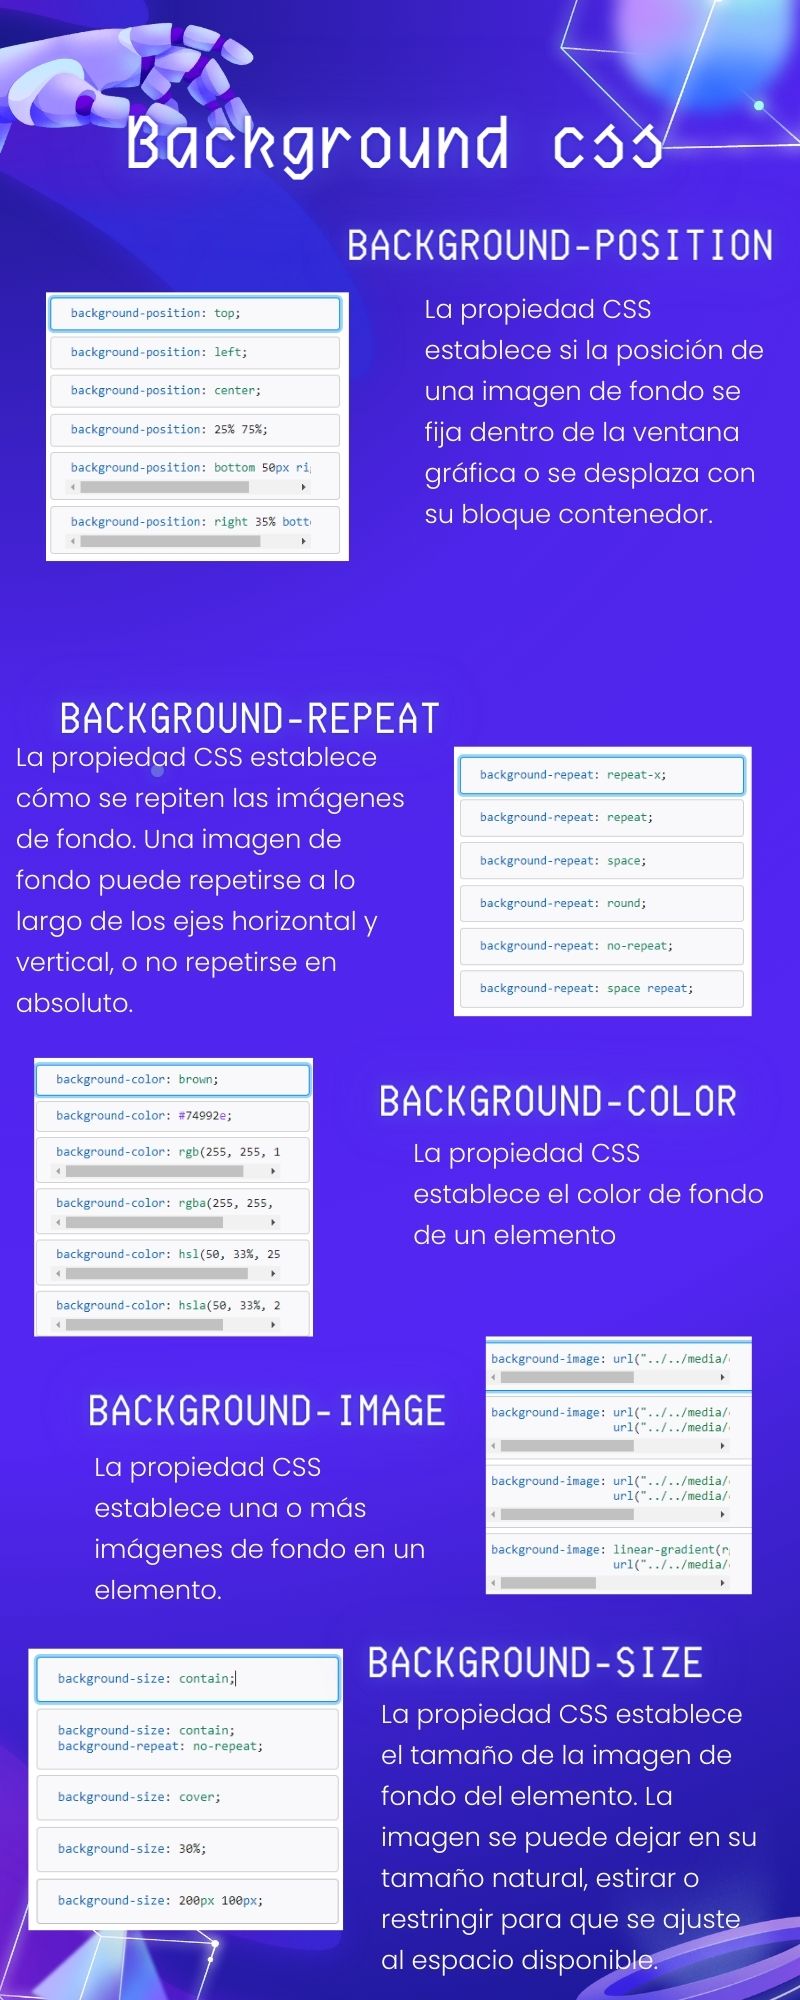 Background css
BACKGROUND-POSITION
background-position: top;
background-position: left;
background-position: center;
background-position: 25% 75%;
background-position: bottom 50px
background-position: right 35%
La propiedad CSS
establece si la posición de
una imagen de fondo se
fija dentro de la ventana
gráfica o se desplaza con
su bloque contenedor.
BACKGROUND-REPEAT
La propiedad CSS establece
cómo se repiten las imágenes
de fondo. Una imagen de
fondo puede repetirse a lo
largo de los ejes horizontal y
vertical, o no repetirse en
absoluto.
background-repeat: repeat-x;
background-repeat: repeat;
background-repeat: space;
background-repeat: round;
background-repeat: no-repeat;
background-repeat: space repeat;
background-color: brown;
background-color: #74992e;
background-color: rgb(255, 255, 1
background-color: rgba(255, 255,
background-color: hsl(50, 33%, 25
background-color: hsla(50, 33%, 2
BACKGROUND-COLOR
La propiedad CSS
establece el color de fondo
de un elemento
BACKGROUND-IMAGE
La propiedad CSS
establece una o más
imágenes de fondo en un
elemento.
background-image: url("../../media/
background-image: url("../../media/
url("../../media/
background-image: url("../../media/
url("../../media/
background-image: linear-gradient(r
url("../../media/
background-size: contain;
background-size: contain;
background-repeat: no-repeat;
background-size: cover;
background-size: 30%;
background-size: 200px 100px;
BACKGROUND-SIZE
La propiedad CSS establece
el tamaño de la imagen de
fondo del elemento. La
imagen se puede dejar en su
tamaño natural, estirar o
restringir para que se ajuste
al espacio disponible.